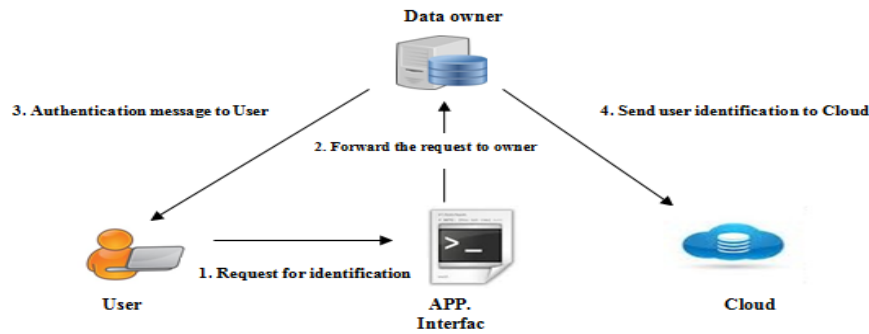 Data owner
3. Authentication message to User
4. Send user identification to Cloud
2. Forward the request to owner
>_
1. Request for identification
User
APP.
Interfac
Cloud